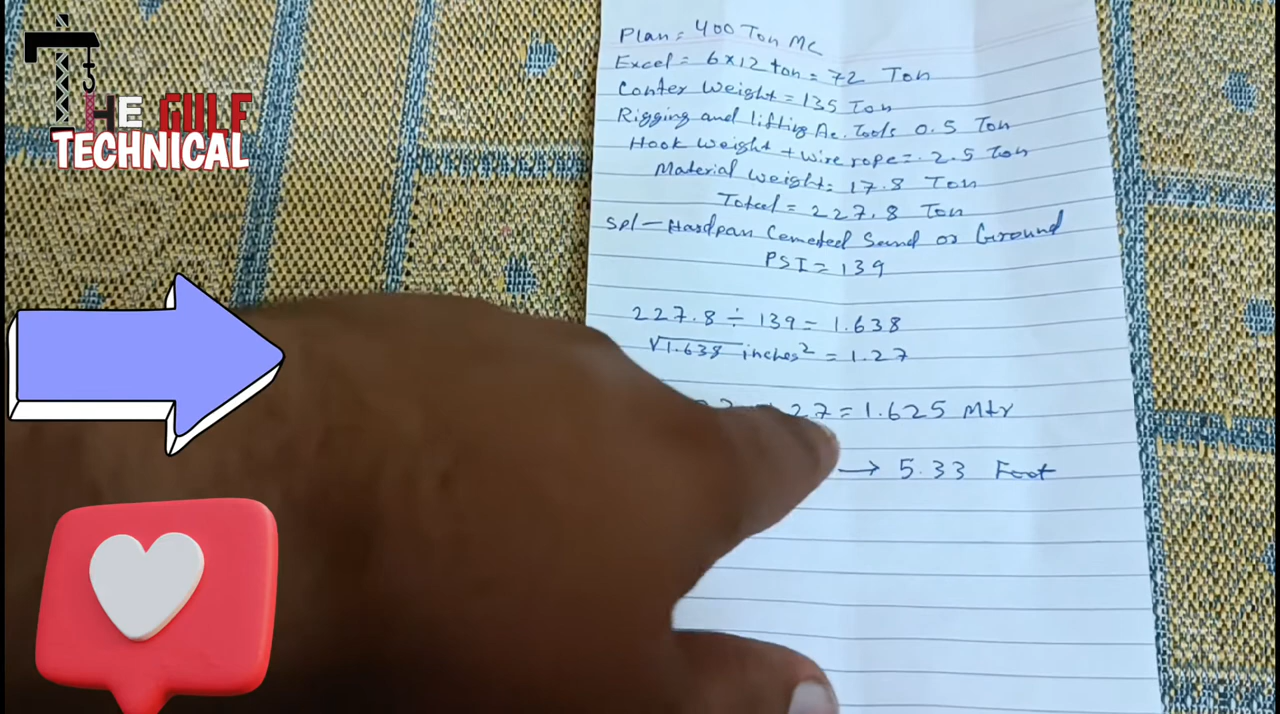 THE GULF
TECHNICAL
Plan = 400 Ton MC
Excel = 6x12 ton = 72 Ton
Conter Weight = 135 Ton
Rigging and lifting Ac. Tools 0.5 Ton
Hook Weight + wire rope = 2.5 Ton
Material Weight = 17.8 Ton
Total = 227.8 Ton
Spl - Hardpan Cemented Sand or Ground
PSI = 139
227.8 ÷ 139 = 1.638
√1.638 inches² = 1.27
27 = 1.625 Mtr
→ 5.33 Foot